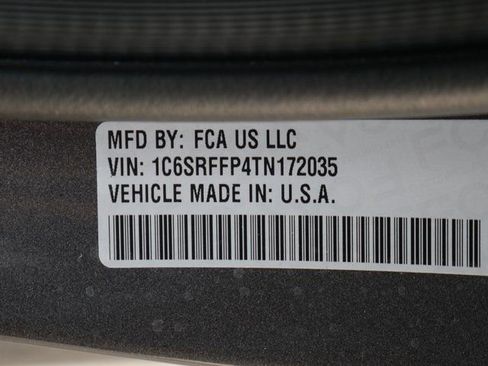 MFD BY: FCA US LLC
VIN: 1C6SRFFP4TN172035
VEHICLE MADE IN: U.S.A.